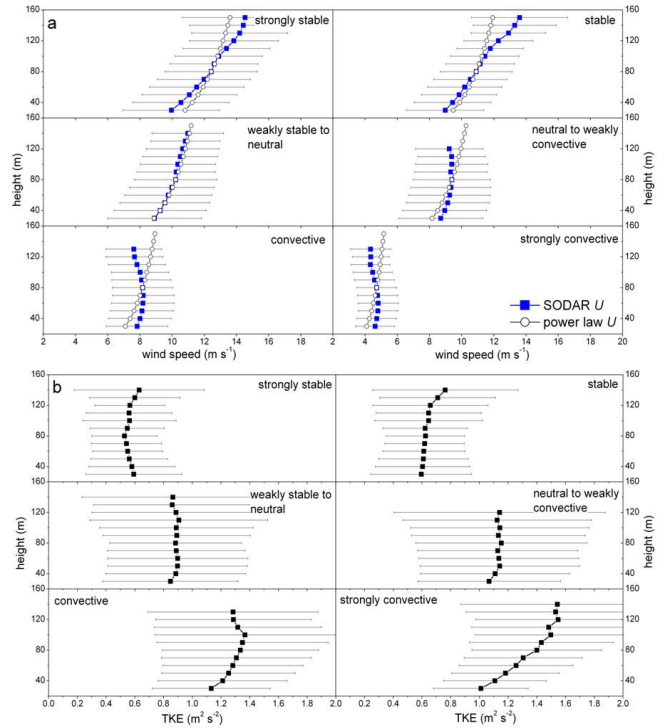 a
160 strongly stable stable 160
120 120
80 80
40 40
160 weakly stable to neutral to weakly 160
neutral convective
120 120
80 80
40 40
160 convective strongly convective 160
120 120
80 SODAR U 80
40 power law U 40
height (m) height (m)
2 4 6 8 10 12 14 16 18 2 4 6 8 10 12 14 16 18 20
wind speed (m s⁻¹) wind speed (m s⁻¹)
b
160 strongly stable stable 160
120 120
80 80
40 40
160 weakly stable to neutral to weakly 160
neutral convective
120 120
80 80
40 40
160 convective strongly convective 160
120 120
80 80
40 40
height (m) height (m)
0.0 0.2 0.4 0.6 0.8 1.0 1.2 1.4 1.6 1.8 0.0 0.2 0.4 0.6 0.8 1.0 1.2 1.4 1.6 1.8 2.0
TKE (m² s⁻²) TKE (m² s⁻²)